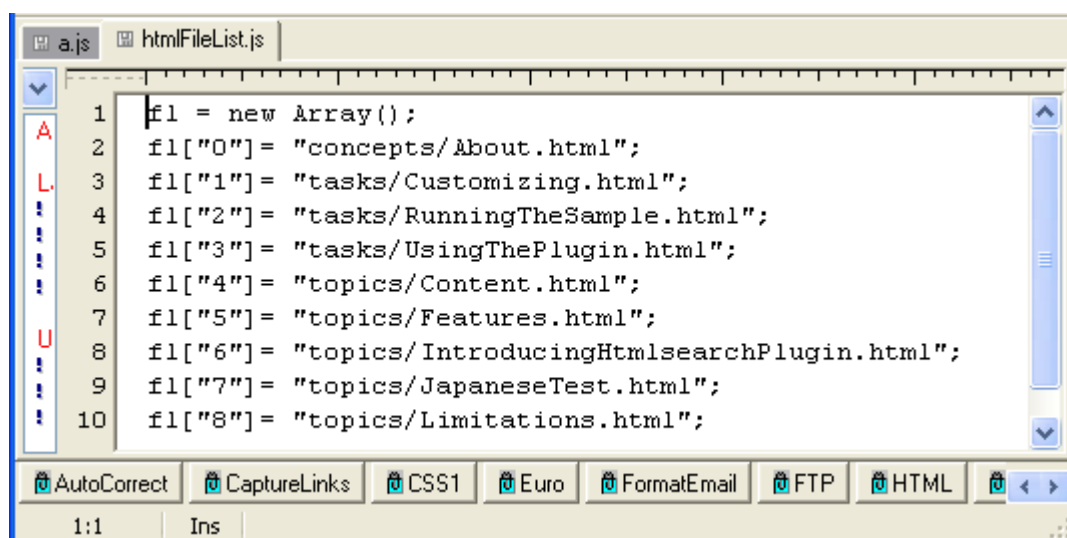 a.js htmlFileList.js
1 fl = new Array();
2 fl["0"]= "concepts/About.html";
3 fl["1"]= "tasks/Customizing.html";
4 fl["2"]= "tasks/RunningTheSample.html";
5 fl["3"]= "tasks/UsingThePlugin.html";
6 fl["4"]= "topics/Content.html";
7 fl["5"]= "topics/Features.html";
8 fl["6"]= "topics/IntroducingHtmlsearchPlugin.html";
9 fl["7"]= "topics/JapaneseTest.html";
10 fl["8"]= "topics/Limitations.html";
A
L
U
AutoCorrect CaptureLinks CSS1 Euro FormatEmail FTP HTML
1:1 Ins